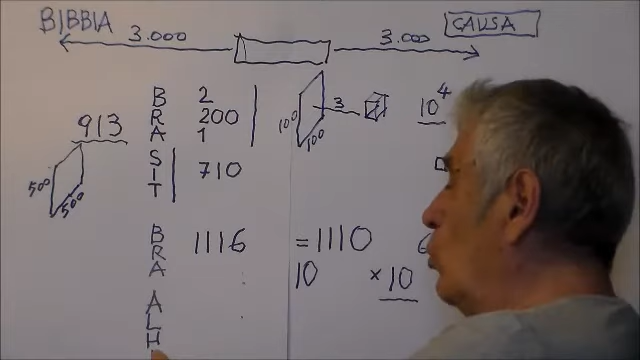 BIBBIA
CAUSA
3.000
3.000
B 2
R 200
A 1
913
3
100
100
10⁴
S
I 710
T
500
500
B
R 1116 = 1110
A
10 × 10
A
L
H